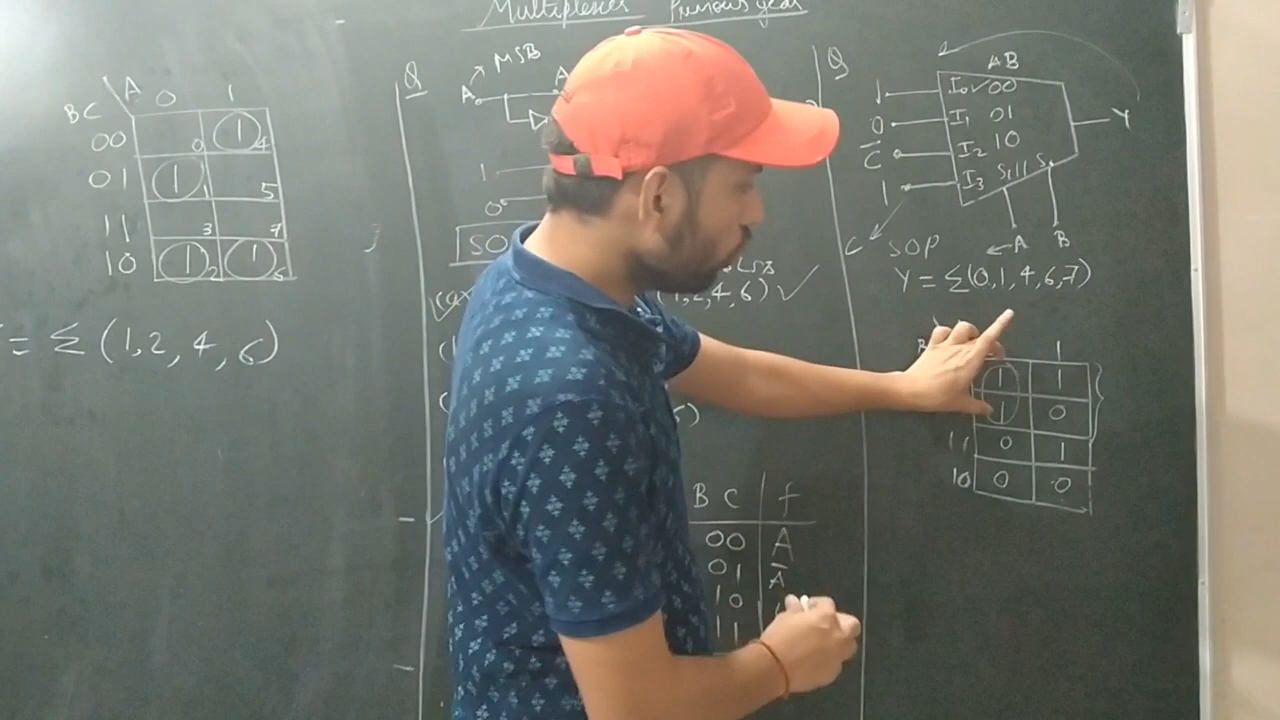 Multiplexer Previous year
A
BC 0 1
00 0 1 4
01 1 1 5
11 3 7
10 1 2 1 6
= Σ (1,2,4,6)
Q
MSB
A
A
1
0
SO
LSB
1,2,4,6) ✓
B C f
00 A
01 A̅
10
11
Q
AB
1 I0 ✓ 00
0 I1 01 Y
C̅ I2 10
1 I3 S1 11 S0
C SOP ← A B
Y = Σ(0,1,4,6,7)
1
1 1
1 0
11 0 1
10 0 0